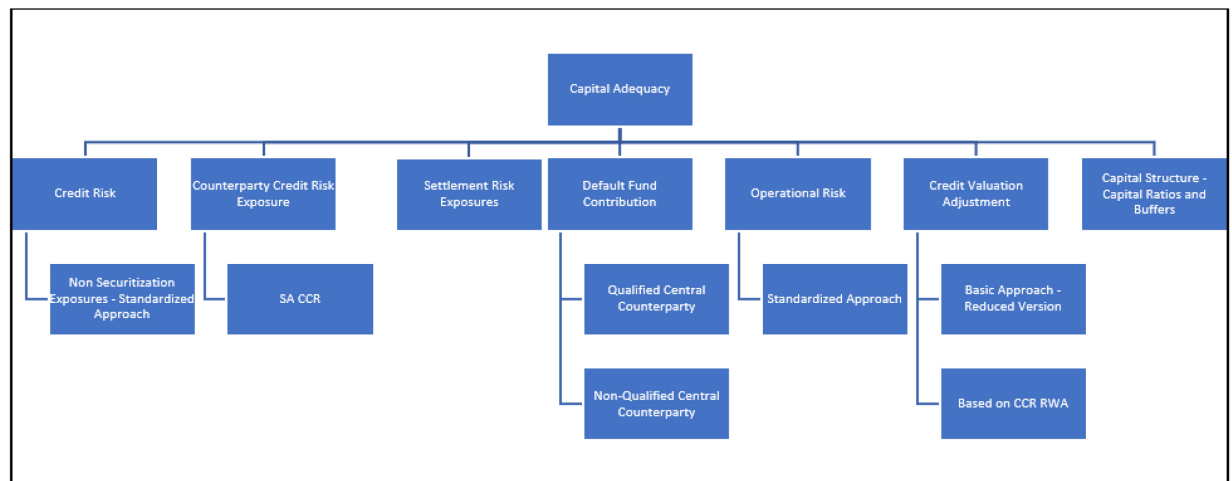 Capital Adequacy
Credit Risk
Counterparty Credit Risk
Exposure
Settlement Risk
Exposures
Default Fund
Contribution
Operational Risk
Credit Valuation
Adjustment
Capital Structure -
Capital Ratios and
Buffers
Non Securitization
Exposures - Standardized
Approach
SA CCR
Qualified Central
Counterparty
Standardized Approach
Basic Approach -
Reduced Version
Non-Qualified Central
Counterparty
Based on CCR RWA